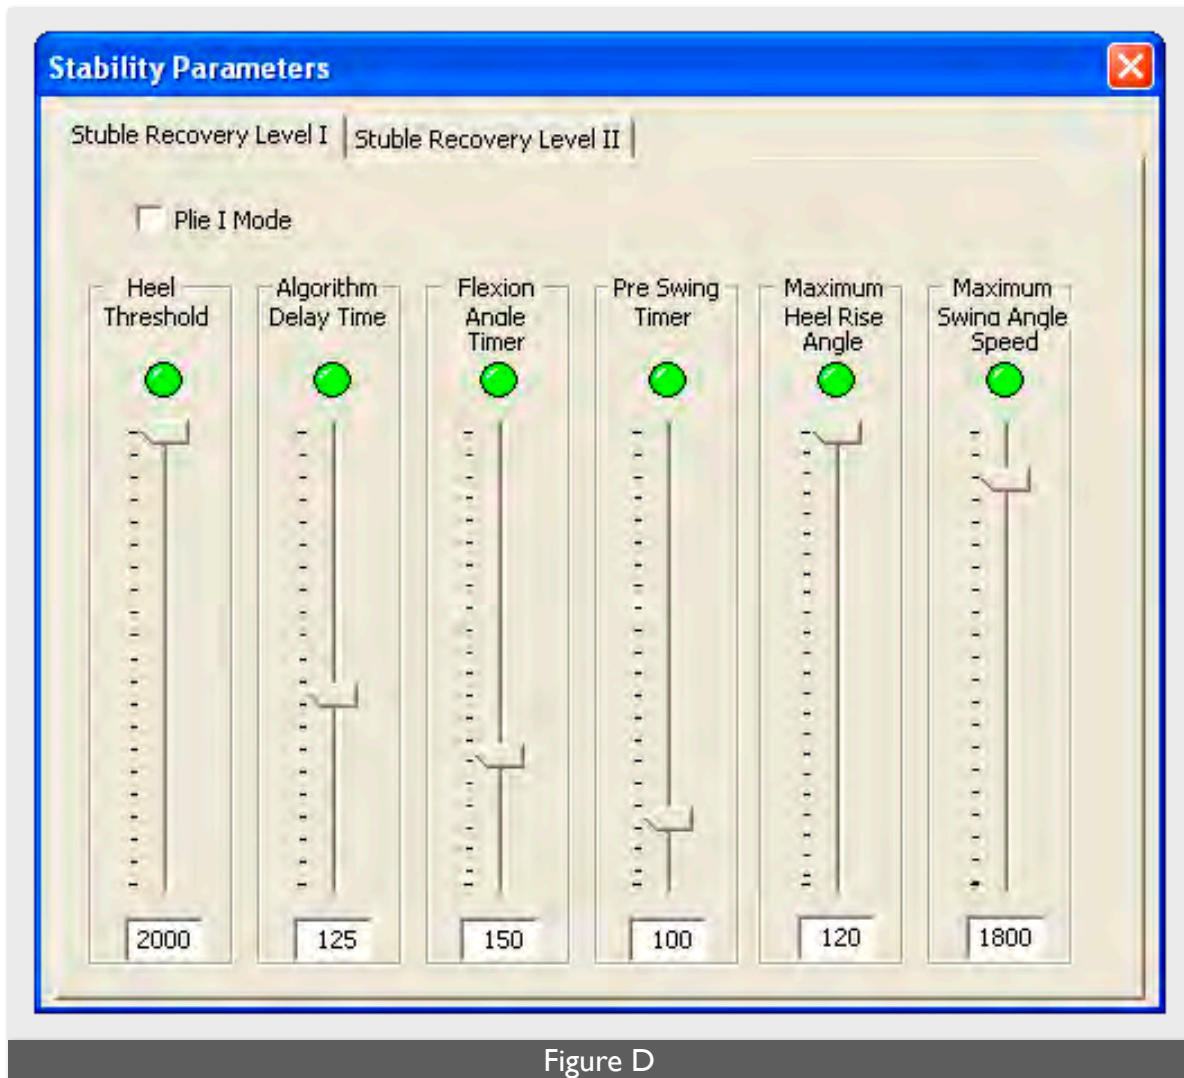 Stability Parameters
Stuble Recovery Level I
Stuble Recovery Level II
Plie I Mode
Heel
Threshold
2000
Algorithm
Delay Time
125
Flexion
Angle
Timer
150
Pre Swing
Timer
100
Maximum
Heel Rise
Angle
120
Maximum
Swing Angle
Speed
1800
Figure D